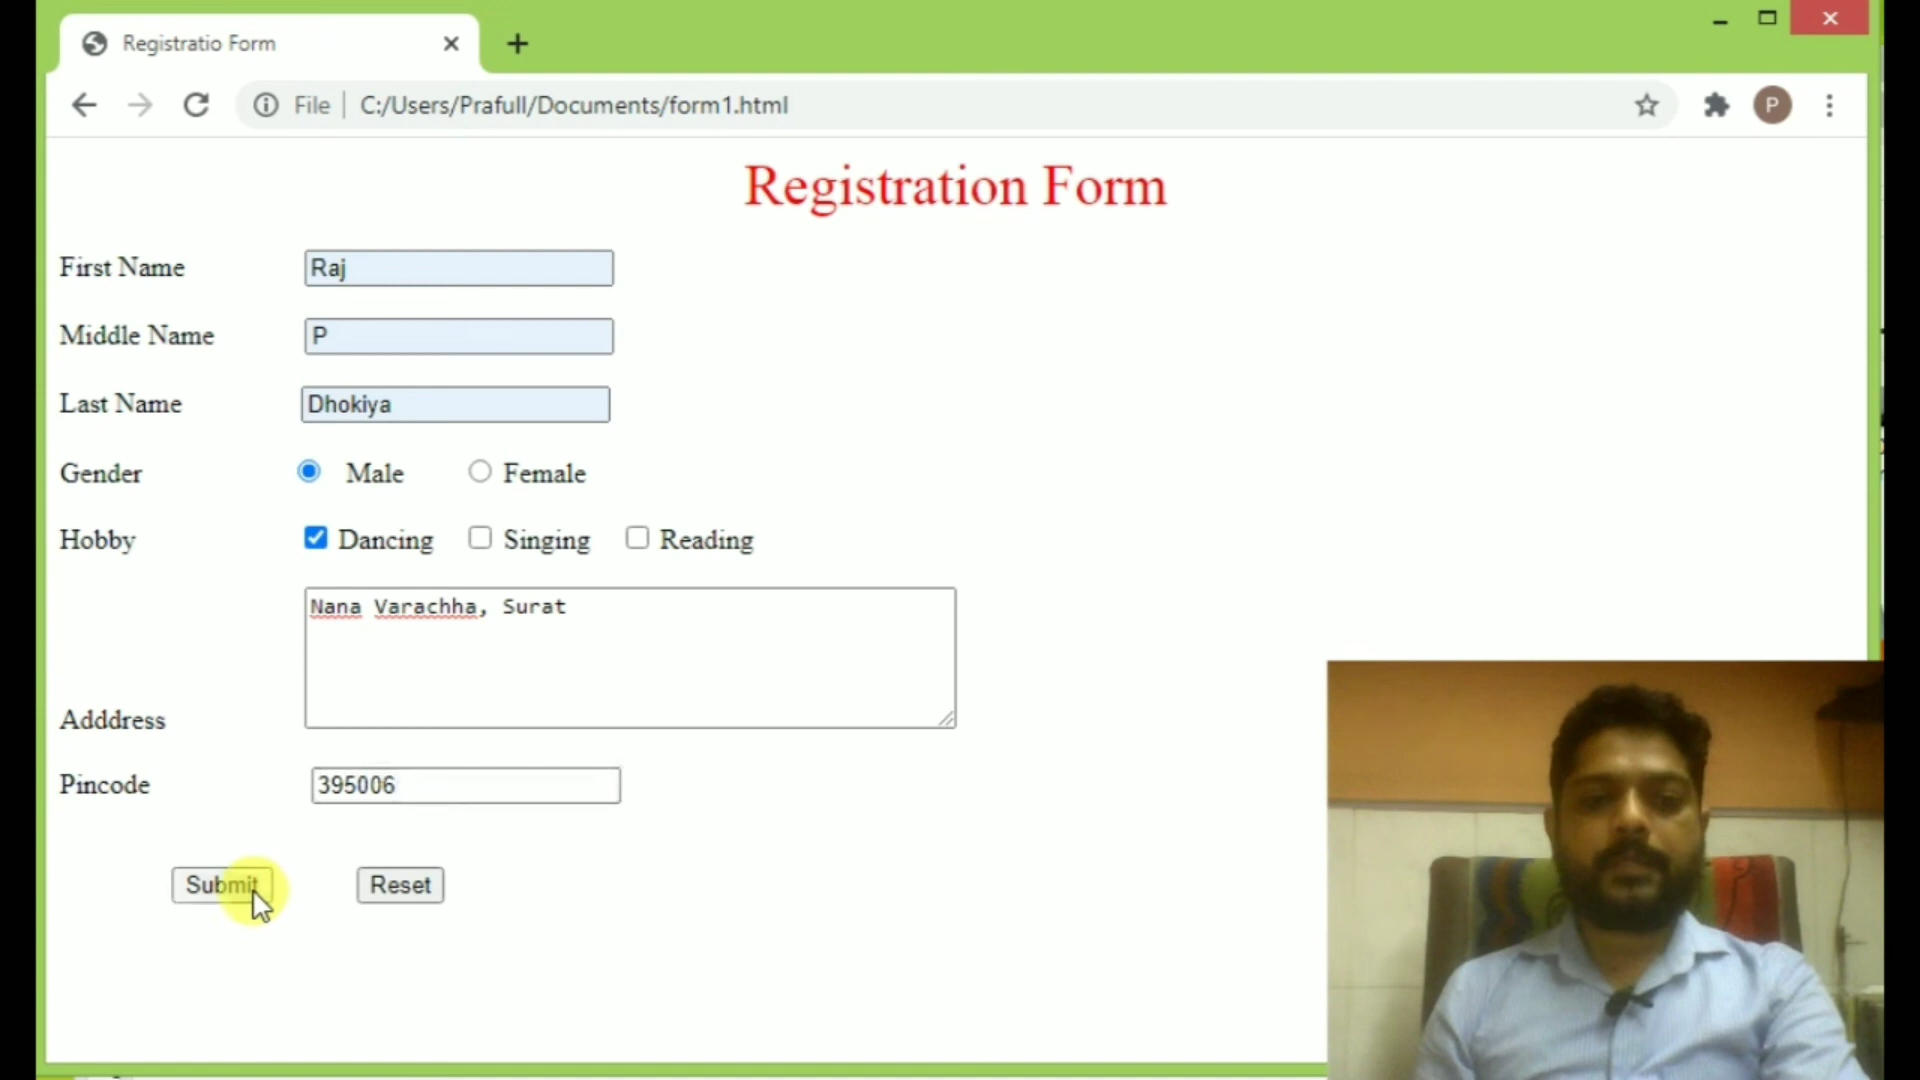 Registratio Form
File C:/Users/Prafull/Documents/form1.html P
Registration Form
First Name Raj
Middle Name P
Last Name Dhokiya
Gender Male Female
Hobby Dancing Singing Reading
Nana Varachha, Surat
Adddress
Pincode 395006
Submit Reset